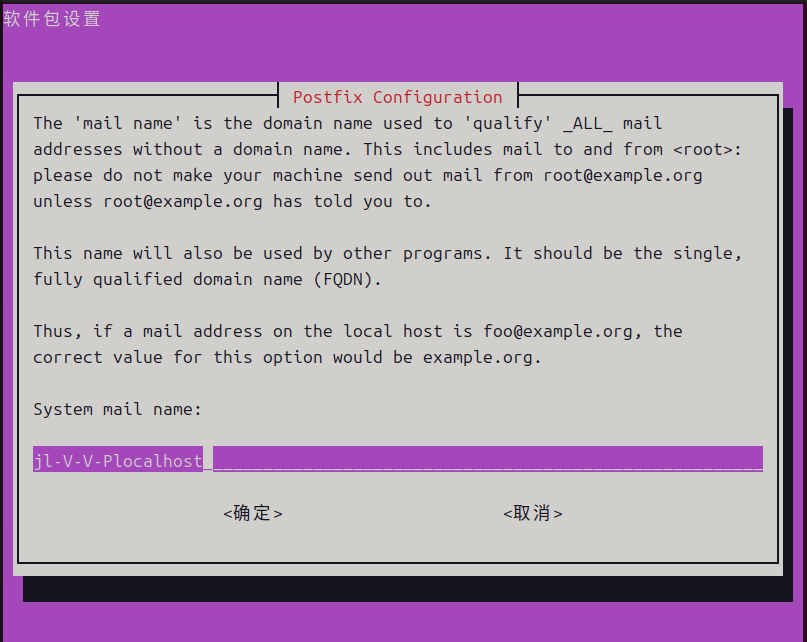 软件包设置
Postfix Configuration
The 'mail name' is the domain name used to 'qualify' _ALL_ mail
addresses without a domain name. This includes mail to and from <root>:
please do not make your machine send out mail from root@example.org
unless root@example.org has told you to.
This name will also be used by other programs. It should be the single,
fully qualified domain name (FQDN).
Thus, if a mail address on the local host is foo@example.org, the
correct value for this option would be example.org.
System mail name:
jl-V-V-Plocalhost
<确定> <取消>